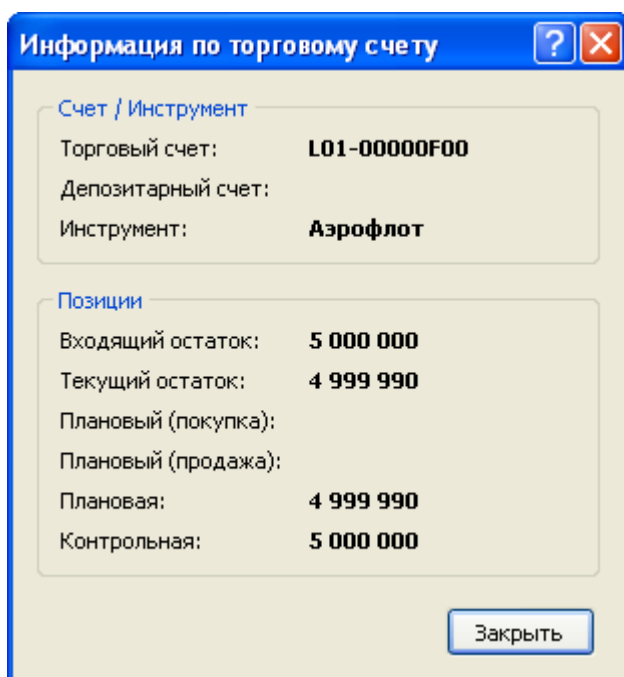 Информация по торговому счету
Счет / Инструмент
Торговый счет: L01-00000F00
Депозитарный счет:
Инструмент: Аэрофлот
Позиции
Входящий остаток: 5 000 000
Текущий остаток: 4 999 990
Плановый (покупка):
Плановый (продажа):
Плановая: 4 999 990
Контрольная: 5 000 000
Закрыть